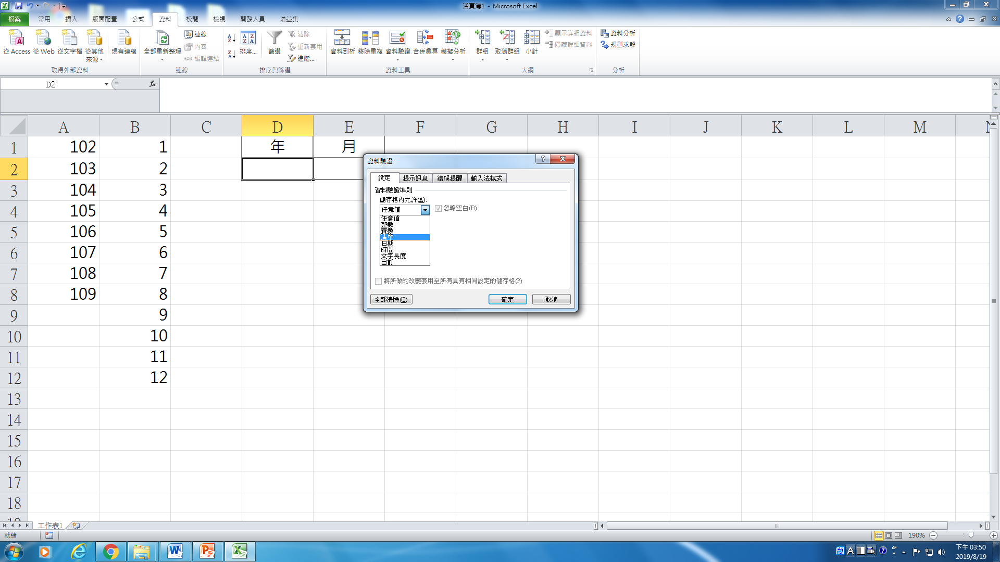 活頁簿1 - Microsoft Excel
檔案 常用 插入 版面配置 公式 資料 校閱 檢視 開發人員 增益集
從 Access 從 Web 從文字檔 從其他來源 現有連線
取得外部資料
全部重新整理 連線 內容 編輯連結
連線
排序... 篩選 清除 重新套用 進階...
排序與篩選
資料剖析 移除重複 資料驗證 合併彙算 模擬分析
資料工具
群組 取消群組 小計 顯示詳細資料 隱藏詳細資料
大綱
資料分析 規劃求解
分析
D2 fx
A B C D E F G H I J K L M N
1 102 1 年 月
2 103 2
3 104 3
4 105 4
5 106 5
6 107 6
7 108 7
8 109 8
9 9
10 10
11 11
12 12
13
14
15
16
17
18
19
資料驗證
設定 提示訊息 錯誤提醒 輸入法模式
資料驗證準則
儲存格內允許(A):
任意值 忽略空白(B)
任意值
整數
實數
清單
日期
時間
文字長度
自訂
將所做的改變套用至所有具有相同設定的儲存格(P)
全部清除(C) 確定 取消
工作表1
就緒 190%
下午 03:50
2019/8/19